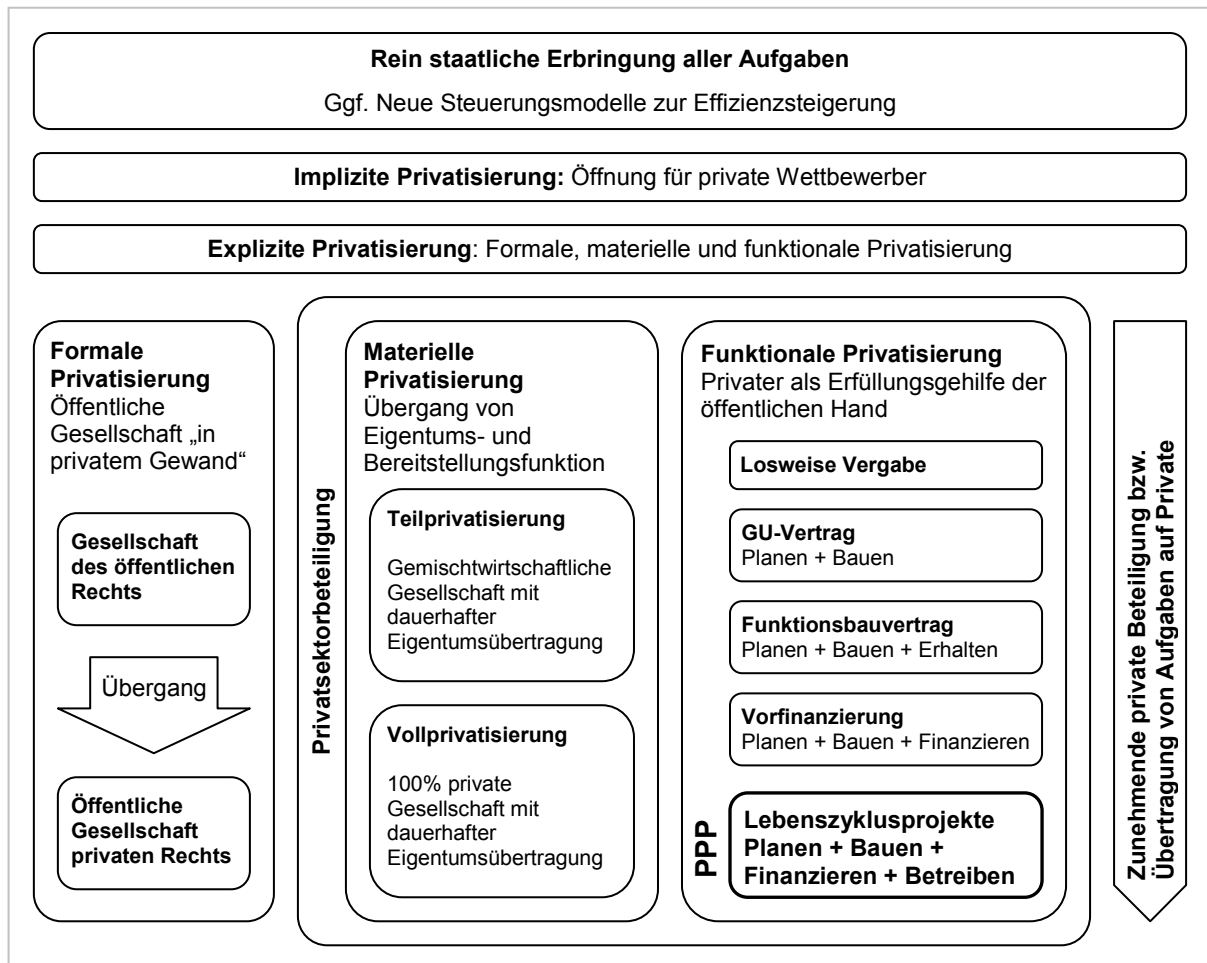 Rein staatliche Erbringung aller Aufgaben
Ggf. Neue Steuerungsmodelle zur Effizienzsteigerung
Implizite Privatisierung: Öffnung für private Wettbewerber
Explizite Privatisierung: Formale, materielle und funktionale Privatisierung
Formale
Privatisierung
Öffentliche
Gesellschaft „in
privatem Gewand“
Gesellschaft
des öffentlichen
Rechts
Übergang
Öffentliche
Gesellschaft
privaten Rechts
Privatsektorbeteiligung
Materielle
Privatisierung
Übergang von
Eigentums- und
Bereitstellungsfunktion
Teilprivatisierung
Gemischtwirtschaftliche
Gesellschaft mit
dauerhafter
Eigentumsübertragung
Vollprivatisierung
100% private
Gesellschaft mit
dauerhafter
Eigentumsübertragung
Funktionale Privatisierung
Privater als Erfüllungsgehilfe der
öffentlichen Hand
Losweise Vergabe
GU-Vertrag
Planen + Bauen
Funktionsbauvertrag
Planen + Bauen + Erhalten
Vorfinanzierung
Planen + Bauen + Finanzieren
PPP
Lebenszyklusprojekte
Planen + Bauen +
Finanzieren + Betreiben
Zunehmende private Beteiligung bzw.
Übertragung von Aufgaben auf Private